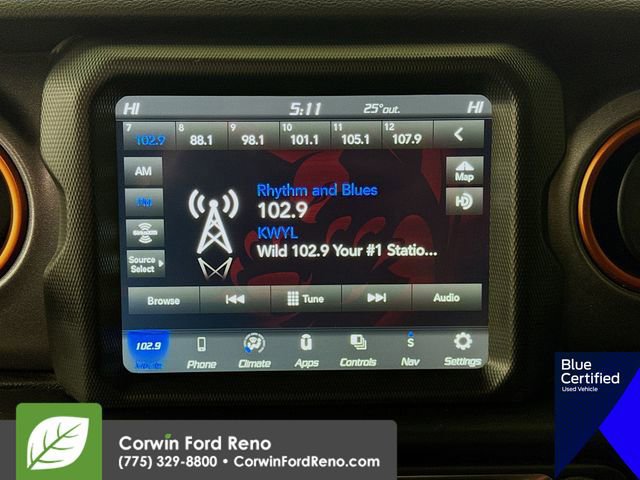 HI 5:11 25°out. HI
7 102.9 8 88.1 9 98.1 10 101.1 11 105.1 12 107.9
AM
Map
FM
HD
SiriusXM
Source Select
Rhythm and Blues
102.9
KWYL
Wild 102.9 Your #1 Statio...
Browse Tune Audio
102.9
Phone Climate Apps Controls Nav Settings
S
Blue
Certified
Used Vehicle
Corwin Ford Reno
(775) 329-8800 • CorwinFordReno.com